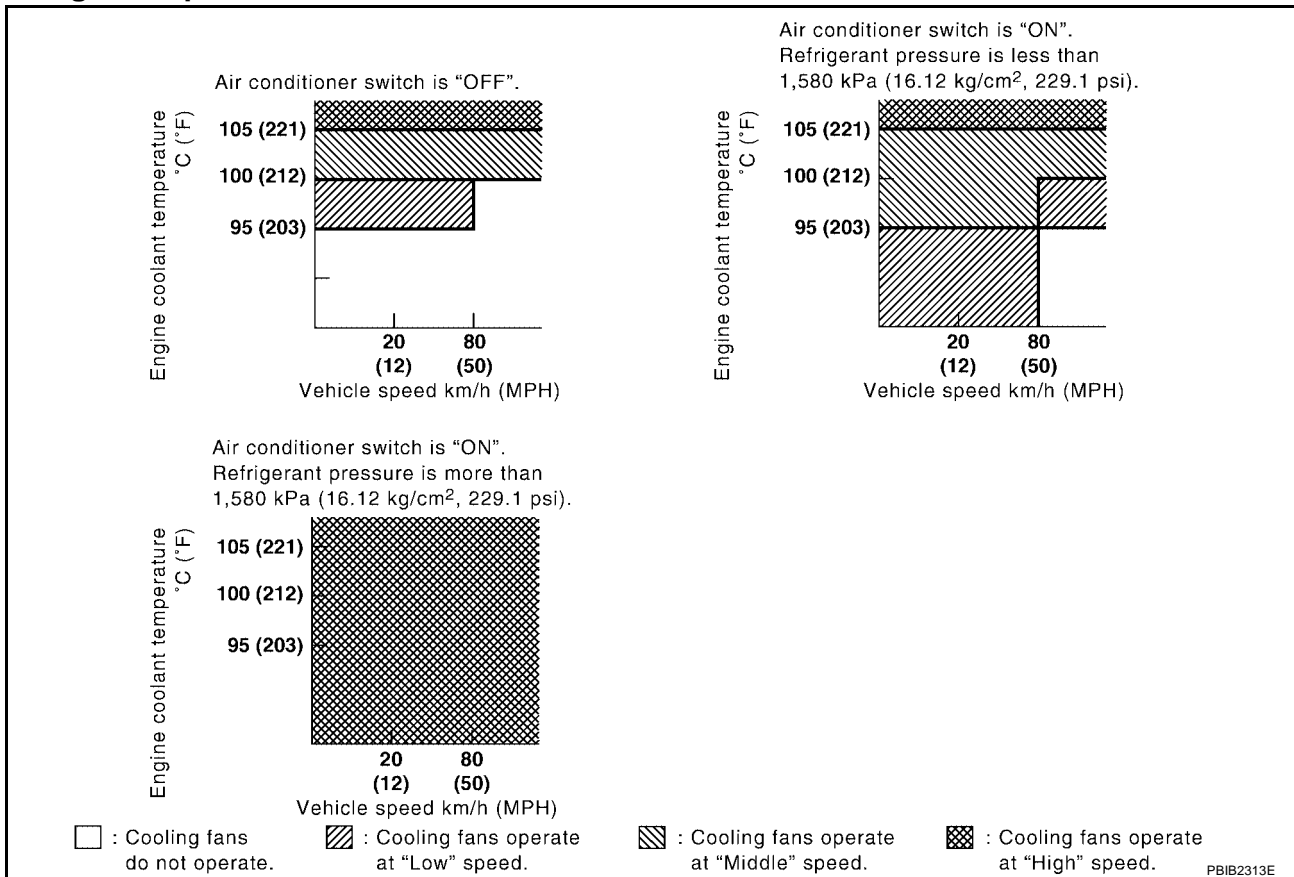 Air conditioner switch is “OFF”.
Engine coolant temperature
°C (°F)
105 (221)
100 (212)
95 (203)
20
(12)
80
(50)
Vehicle speed km/h (MPH)
Air conditioner switch is “ON”.
Refrigerant pressure is less than
1,580 kPa (16.12 kg/cm², 229.1 psi).
Engine coolant temperature
°C (°F)
105 (221)
100 (212)
95 (203)
20
(12)
80
(50)
Vehicle speed km/h (MPH)
Air conditioner switch is “ON”.
Refrigerant pressure is more than
1,580 kPa (16.12 kg/cm², 229.1 psi).
Engine coolant temperature
°C (°F)
105 (221)
100 (212)
95 (203)
20
(12)
80
(50)
Vehicle speed km/h (MPH)
: Cooling fans
do not operate.
: Cooling fans operate
at “Low” speed.
: Cooling fans operate
at “Middle” speed.
: Cooling fans operate
at “High” speed.
PBIB2313E